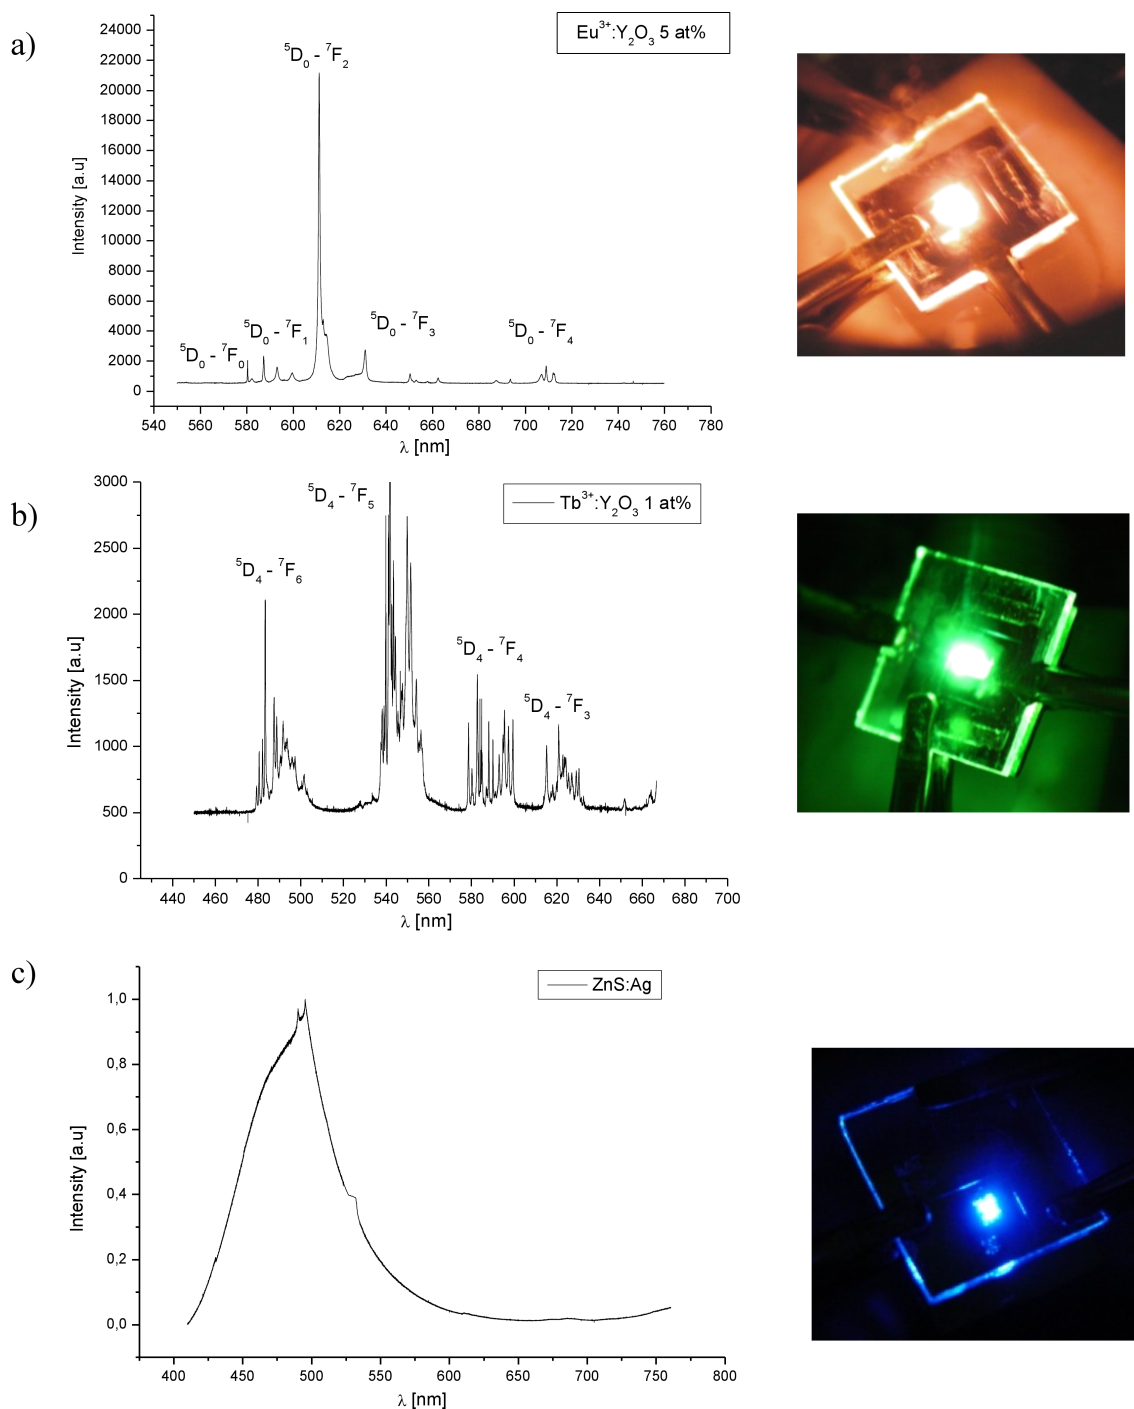 a)
Eu³⁺:Y₂O₃ 5 at%
24000
22000
20000
18000
16000
14000
12000
10000
8000
6000
4000
2000
0
Intensity [a.u]
⁵D₀ - ⁷F₂
⁵D₀ - ⁷F₀
⁵D₀ - ⁷F₁
⁵D₀ - ⁷F₃
⁵D₀ - ⁷F₄
540 560 580 600 620 640 660 680 700 720 740 760 780
λ [nm]
b)
Tb³⁺:Y₂O₃ 1 at%
3000
2500
2000
1500
1000
500
0
Intensity [a.u]
⁵D₄ - ⁷F₅
⁵D₄ - ⁷F₆
⁵D₄ - ⁷F₄
⁵D₄ - ⁷F₃
440 460 480 500 520 540 560 580 600 620 640 660 680 700
λ [nm]
c)
ZnS:Ag
1,0
0,8
0,6
0,4
0,2
0,0
Intensity [a.u]
400 450 500 550 600 650 700 750 800
λ [nm]